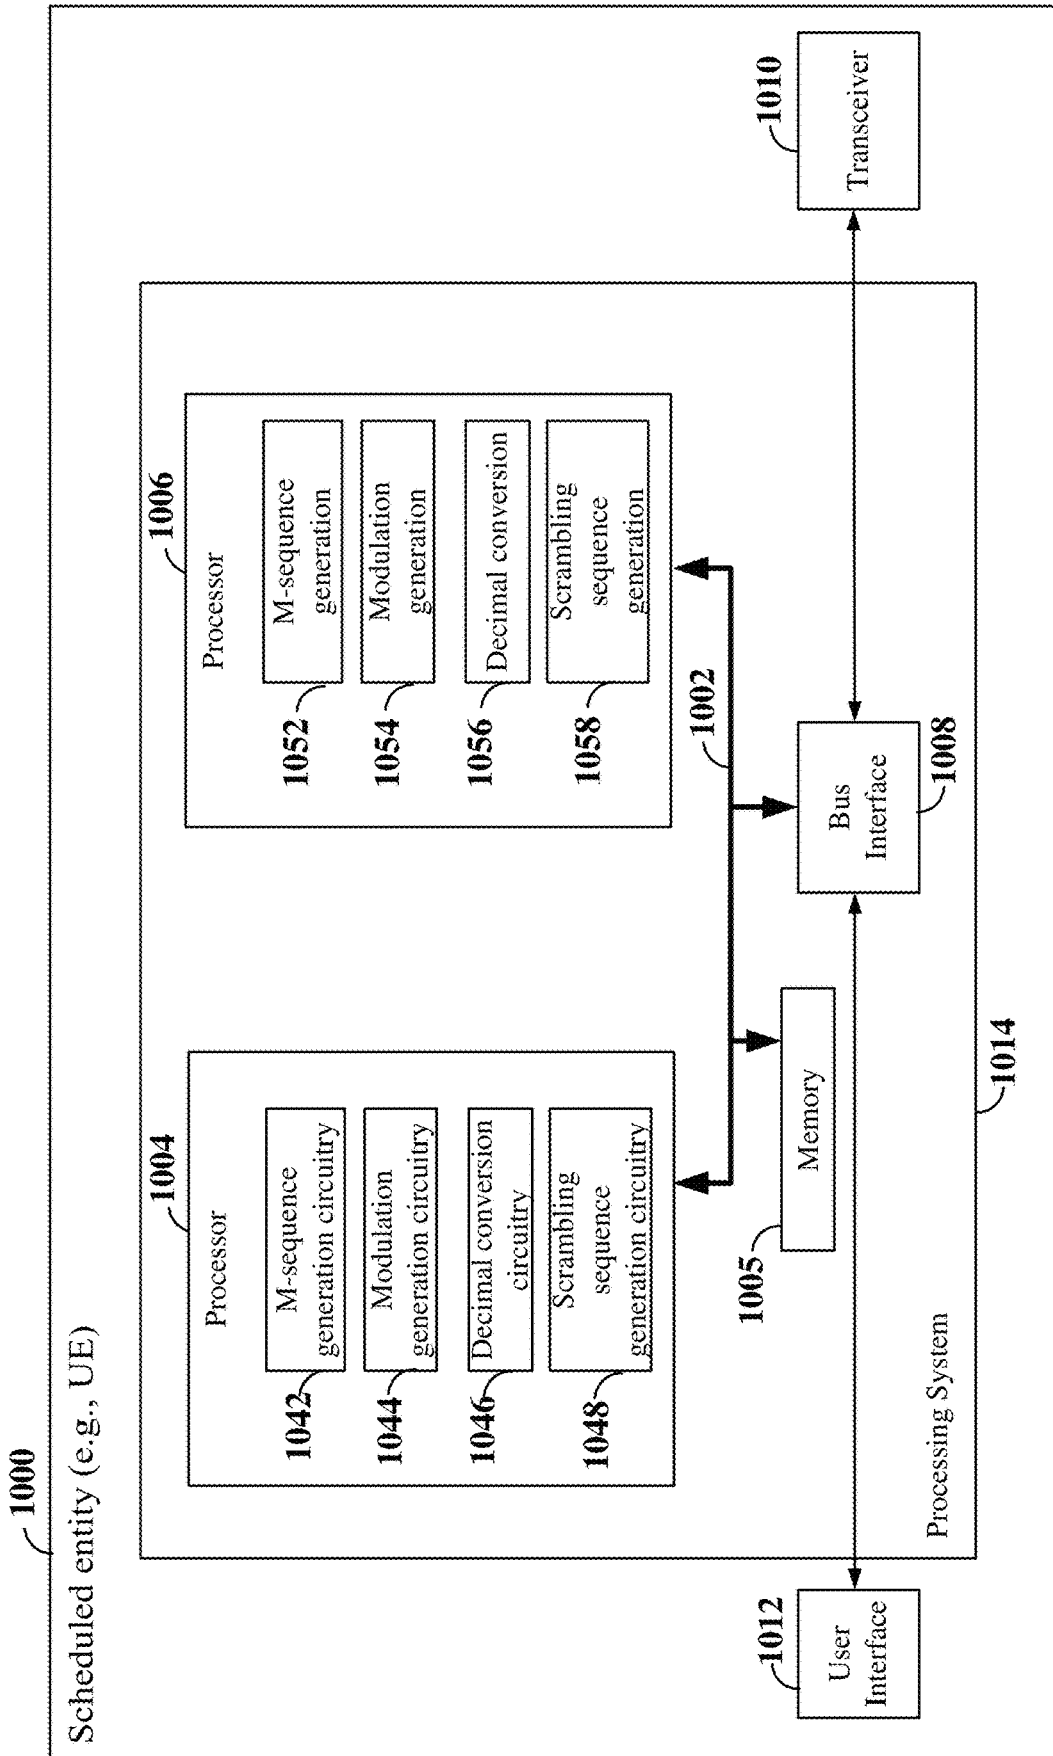 1000
Scheduled entity (e.g., UE)
1004
Processor
1042
M-sequence
generation circuitry
1044
Modulation
generation circuitry
1046
Decimal conversion
circuitry
1048
Scrambling
sequence
generation circuitry
1006
Processor
1052
M-sequence
generation
1054
Modulation
generation
1056
Decimal conversion
1058
Scrambling
sequence
generation
1002
1005
Memory
1012
User
Interface
Bus
Interface
1008
1010
Transceiver
Processing System
1014